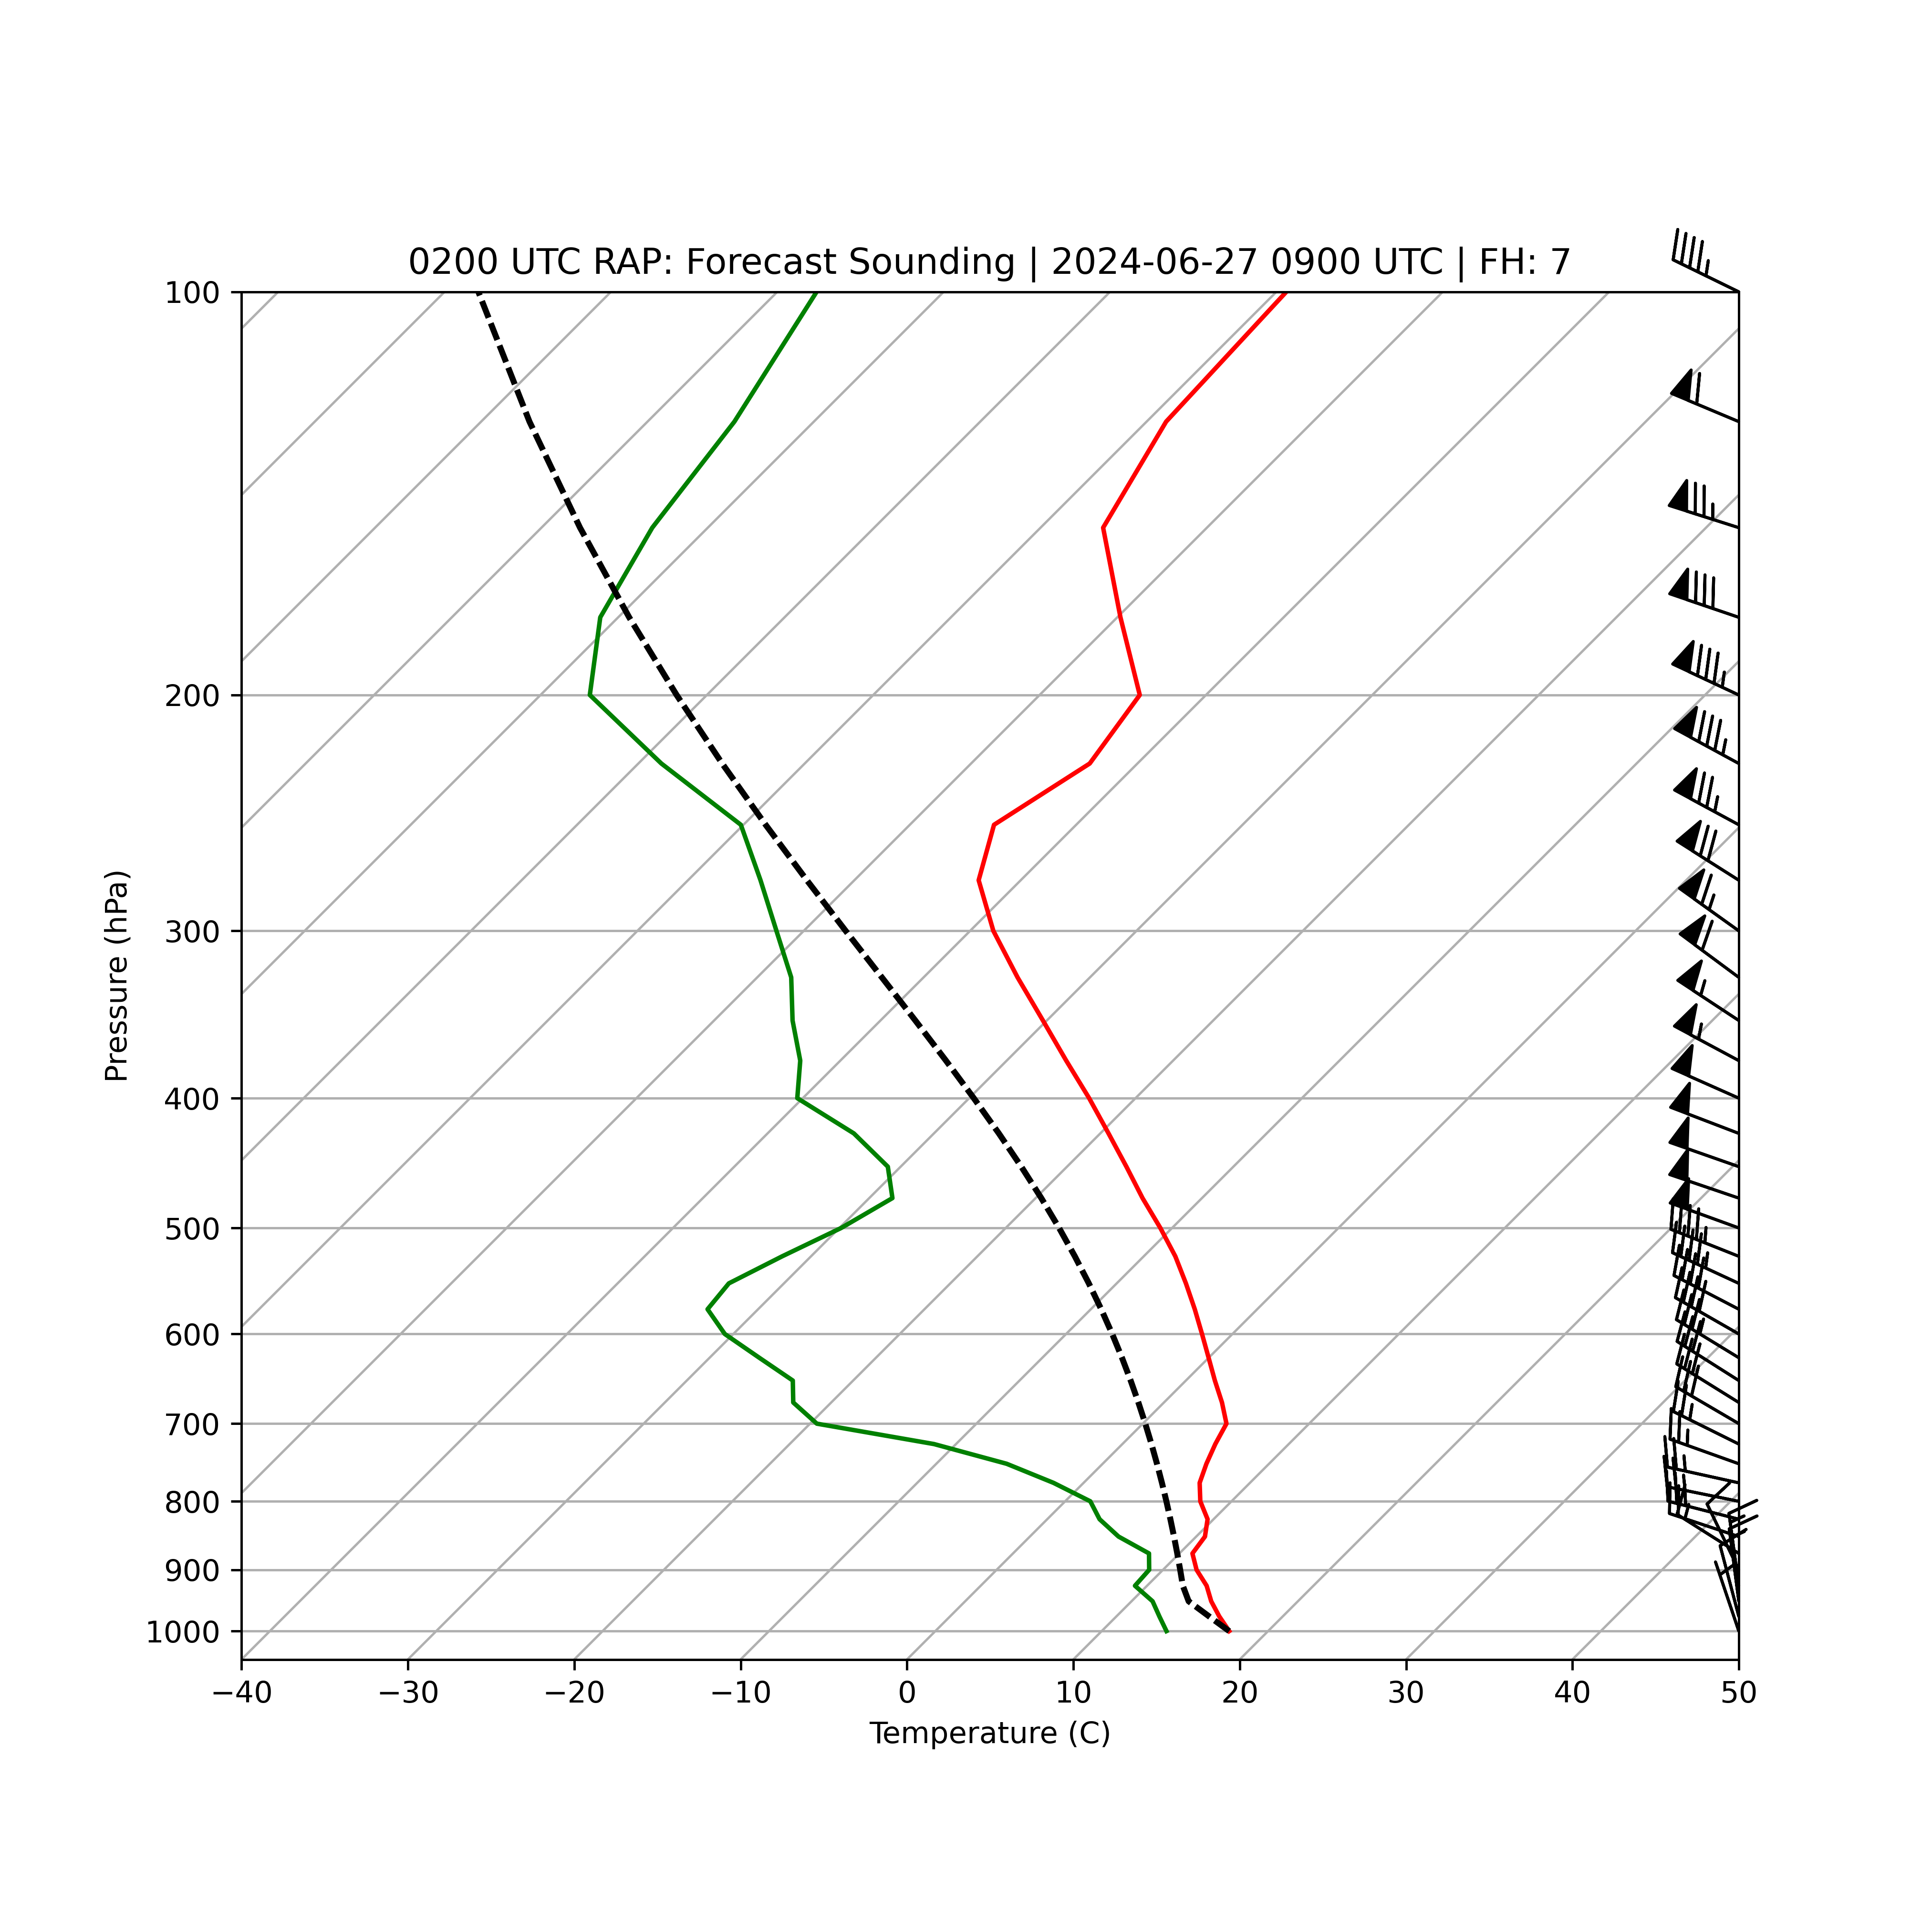 0200 UTC RAP: Forecast Sounding | 2024-06-27 0900 UTC | FH: 7
100
200
300
400
500
600
700
800
900
1000
Pressure (hPa)
−40 −30 −20 −10 0 10 20 30 40 50
Temperature (C)